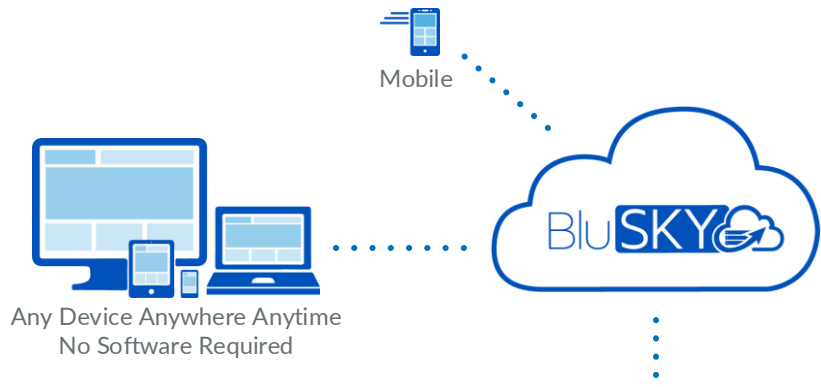 Mobile
BluSKY
Any Device Anywhere Anytime
No Software Required